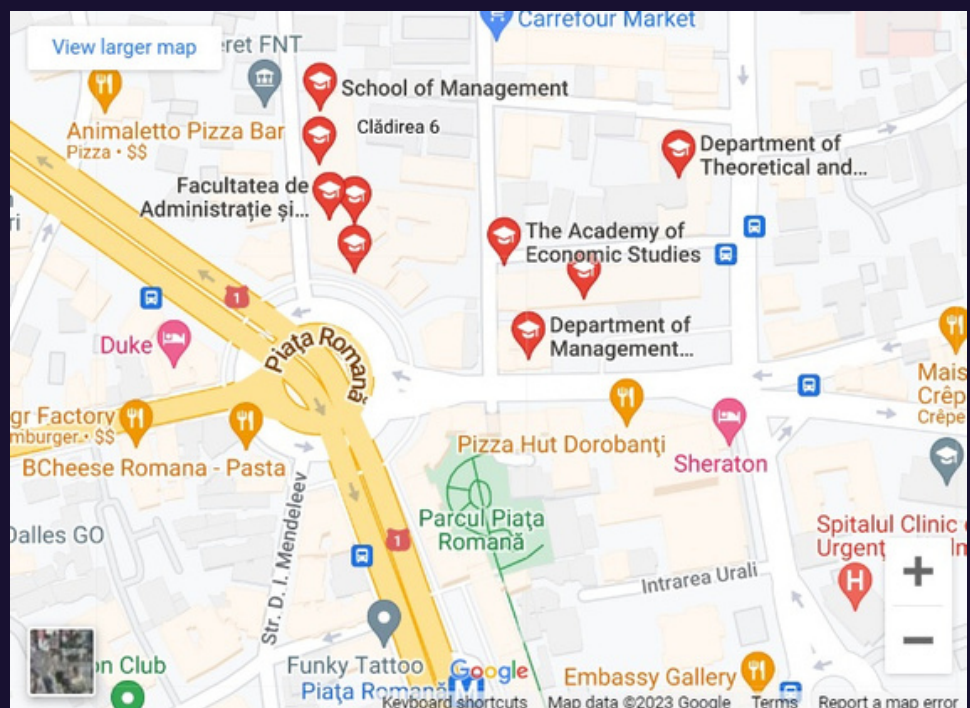 View larger map
eret FNT
Carrefour Market
School of Management
Clădirea 6
Animaletto Pizza Bar
Pizza • $$
Department of
Theoretical and...
Facultatea de
Administrație și...
ri
The Academy of
Economic Studies
1
Piața Romană
Department of
Management...
Duke
Mais
Crêp
Crêpe
gr Factory
mburger • $$
BCheese Romana - Pasta
Pizza Hut Dorobanți
Sheraton
Str. D. I. Mendeleev
Parcul Piața
Romană
1
Dalles GO
Spitalul Clinic
Urgenț
Intrarea Urali
H
+
−
on Club
Funky Tattoo
Piața Romană
M
Google
Embassy Gallery
Keyboard shortcuts
Map data ©2023 Google
Terms
Report a map error